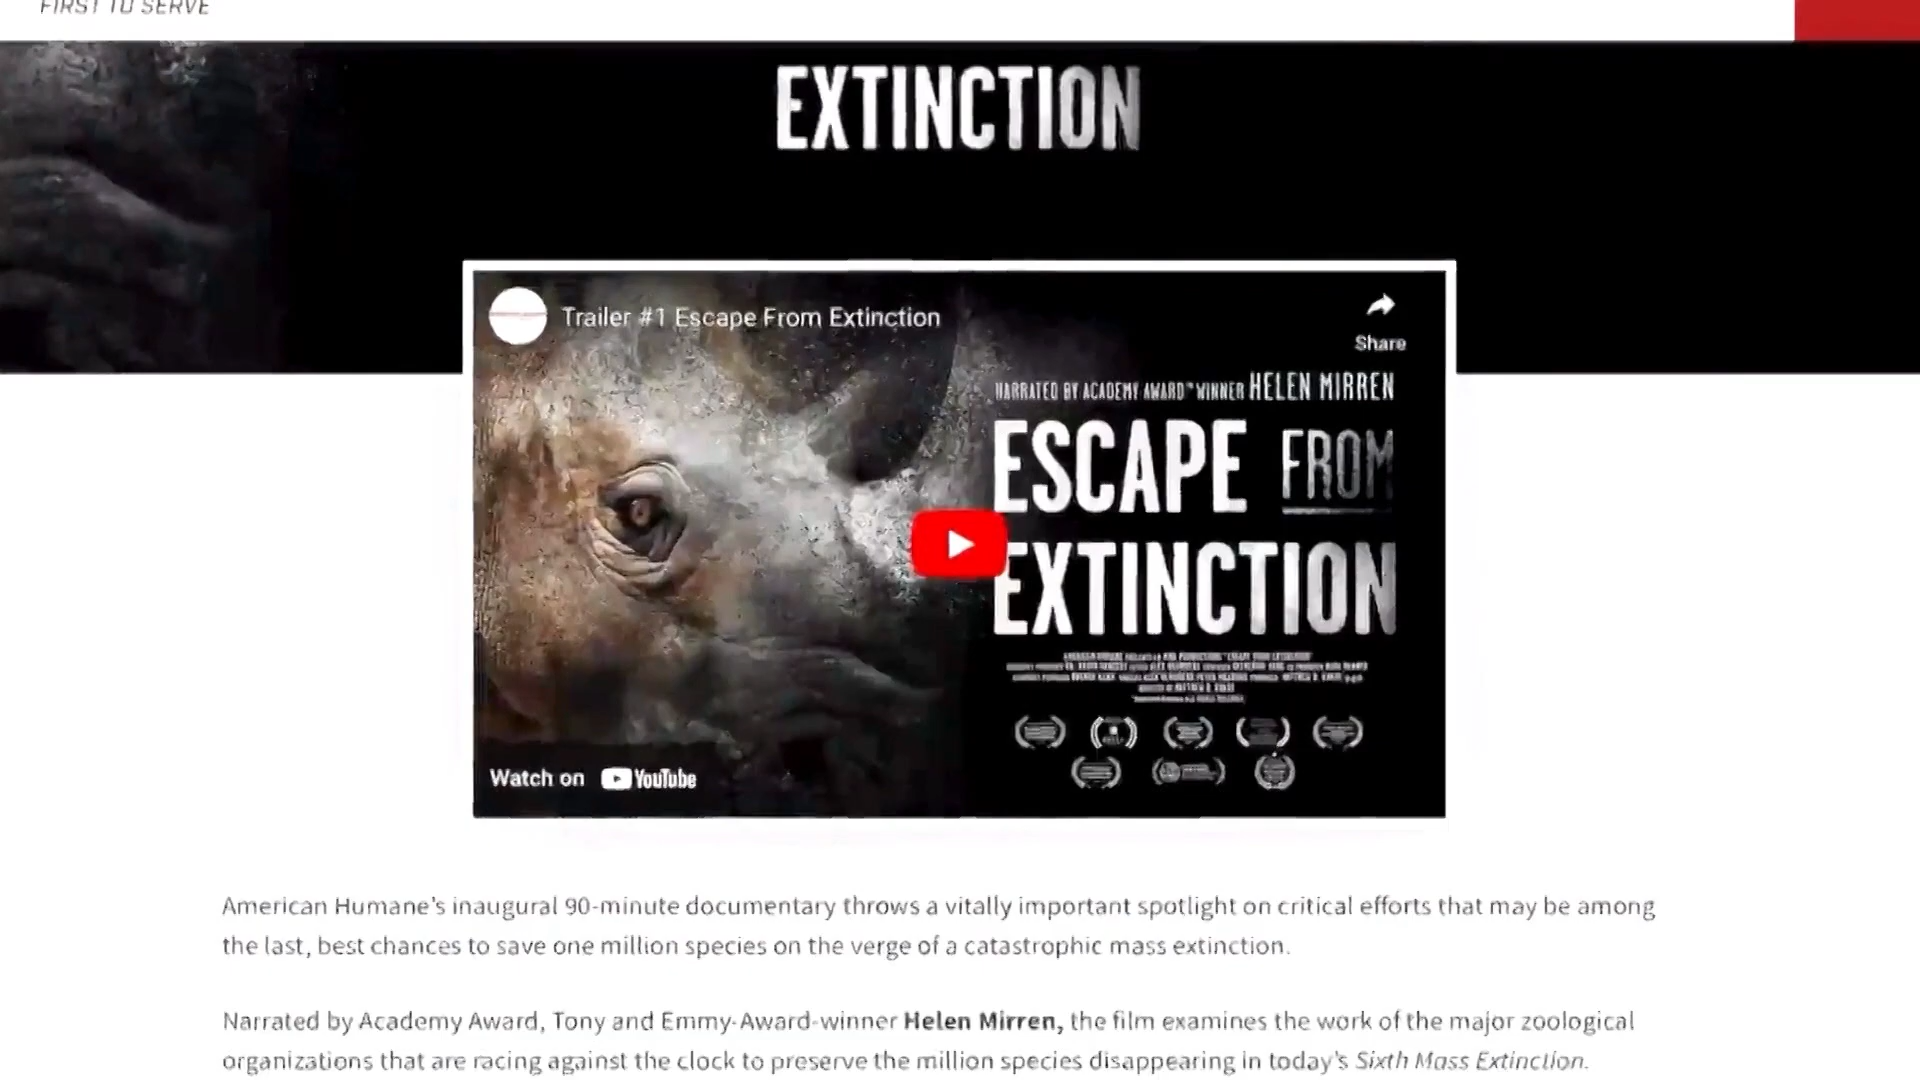 FIRST TO SERVE
EXTINCTION
Trailer #1 Escape From Extinction
Share
NARRATED BY ACADEMY AWARD™ WINNER HELEN MIRREN
ESCAPE FROM
EXTINCTION
Watch on YouTube
American Humane's inaugural 90-minute documentary throws a vitally important spotlight on critical efforts that may be among
the last, best chances to save one million species on the verge of a catastrophic mass extinction.
Narrated by Academy Award, Tony and Emmy-Award-winner Helen Mirren, the film examines the work of the major zoological
organizations that are racing against the clock to preserve the million species disappearing in today's Sixth Mass Extinction.